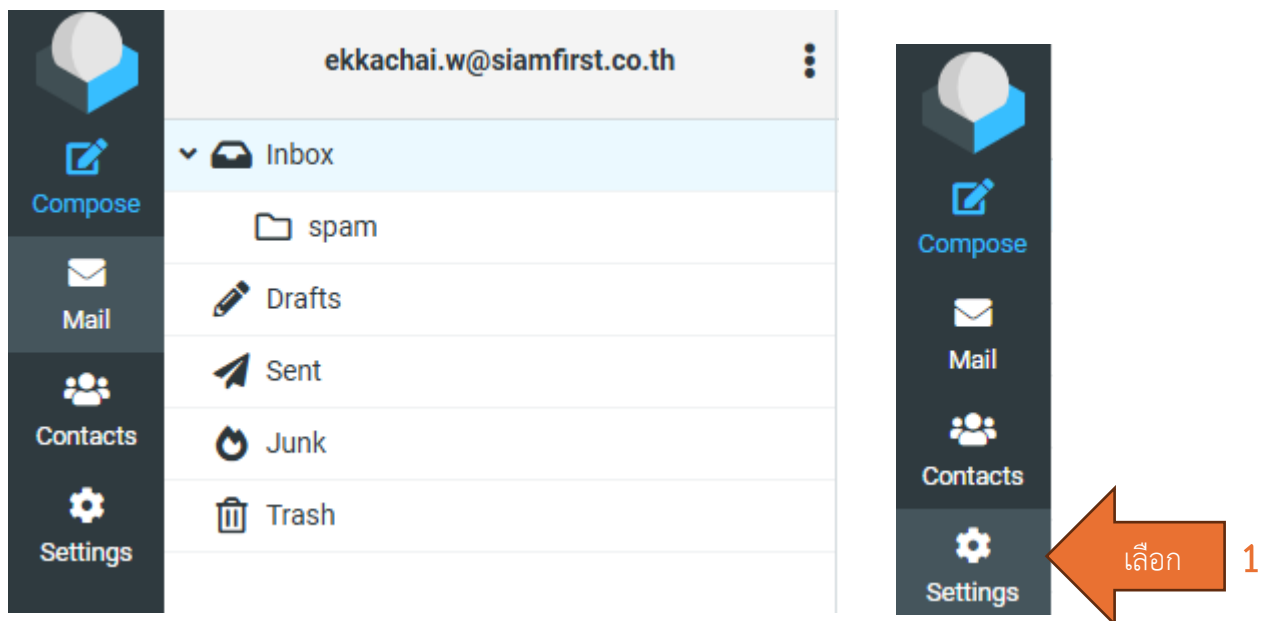 ekkachai.w@siamfirst.co.th
Compose
Mail
Contacts
Settings
Inbox
spam
Drafts
Sent
Junk
Trash
Compose
Mail
Contacts
Settings
เลือก 1